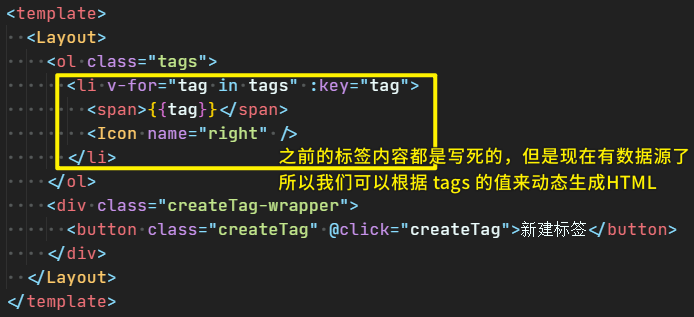 <template>
<Layout>
<ol class="tags">
<li v-for="tag in tags" :key="tag">
<span>{{tag}}</span>
<Icon name="right" />
</li>
之前的标签内容都是写死的，但是现在有数据源了
</ol>
所以我们可以根据 tags 的值来动态生成HTML
<div class="createTag-wrapper">
<button class="createTag" @click="createTag">新建标签</button>
</div>
</Layout>
</template>